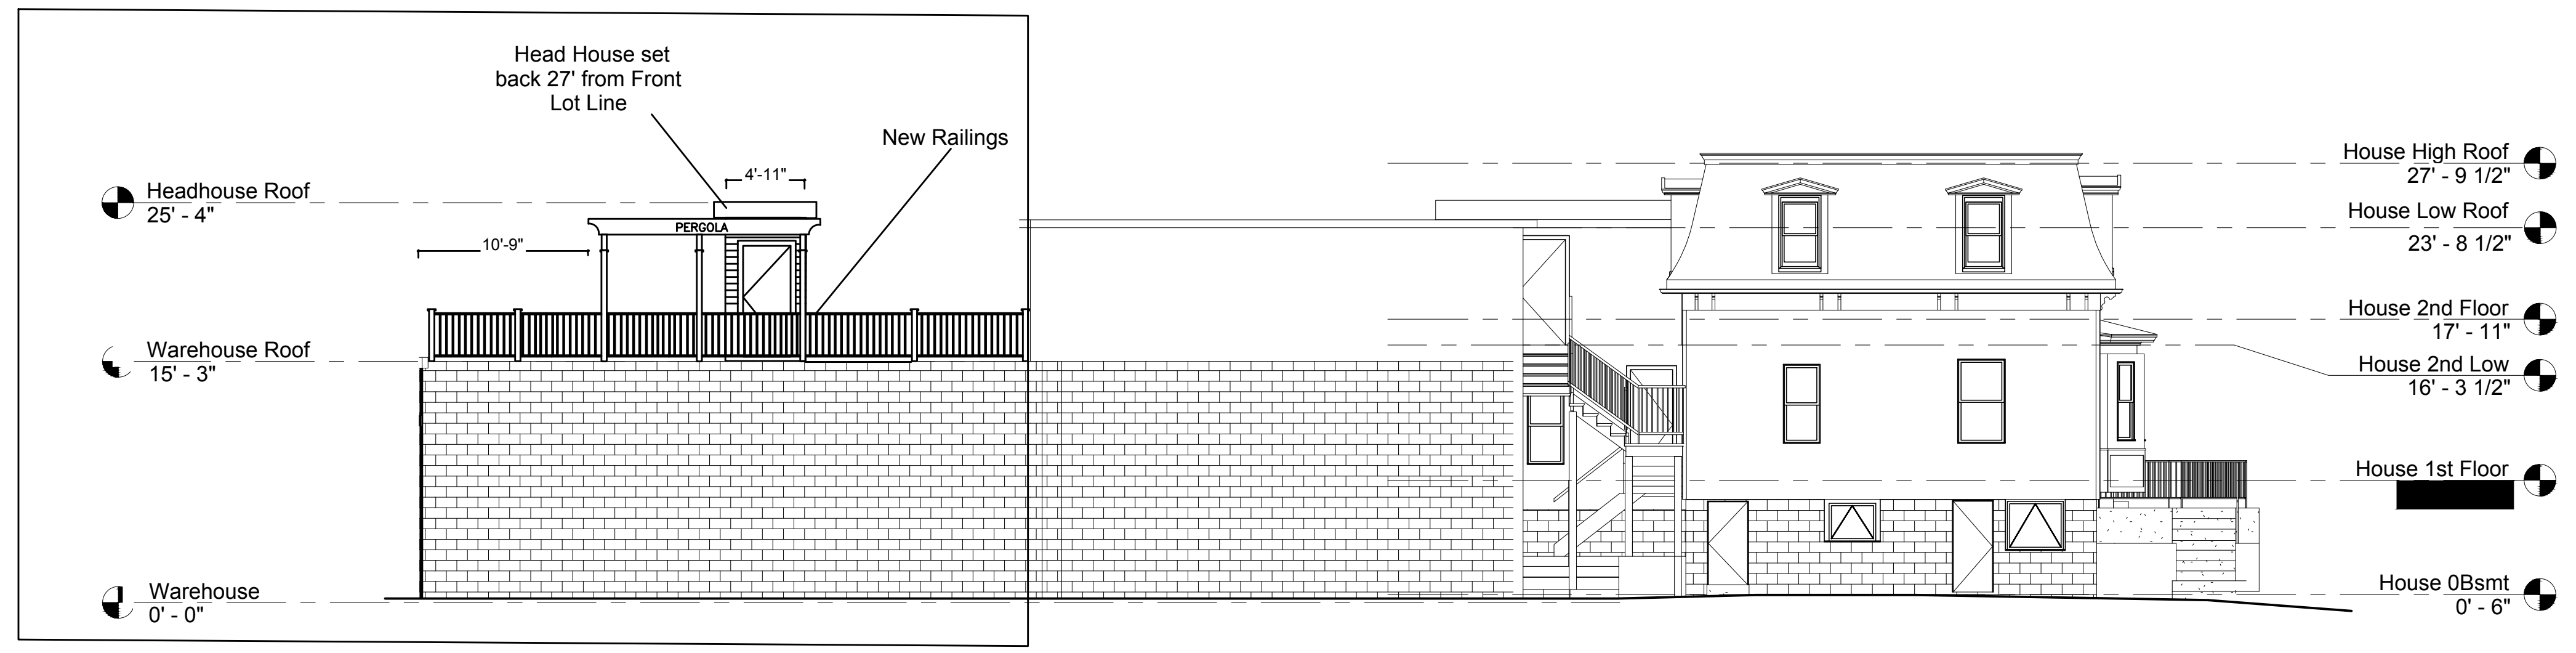 Head House set
back 27' from Front
Lot Line
New Railings
4'-11"
Headhouse Roof
25' - 4"
PERGOLA
10'-9"
Warehouse Roof
15' - 3"
Warehouse
0' - 0"
House High Roof
27' - 9 1/2"
House Low Roof
23' - 8 1/2"
House 2nd Floor
17' - 11"
House 2nd Low
16' - 3 1/2"
House 1st Floor
House 0Bsmt
0' - 6"